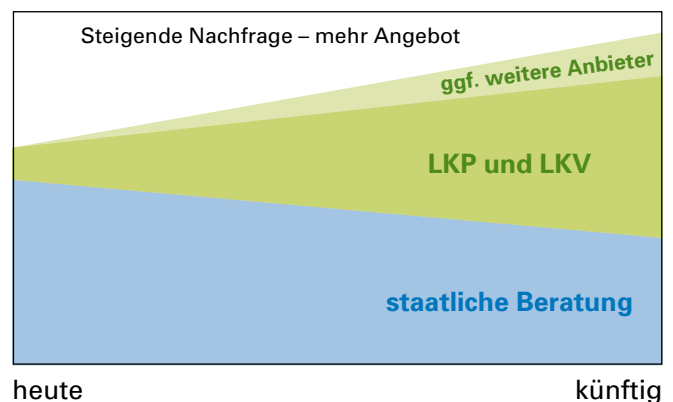 Steigende Nachfrage – mehr Angebot
ggf. weitere Anbieter
LKP und LKV
staatliche Beratung
heute
künftig